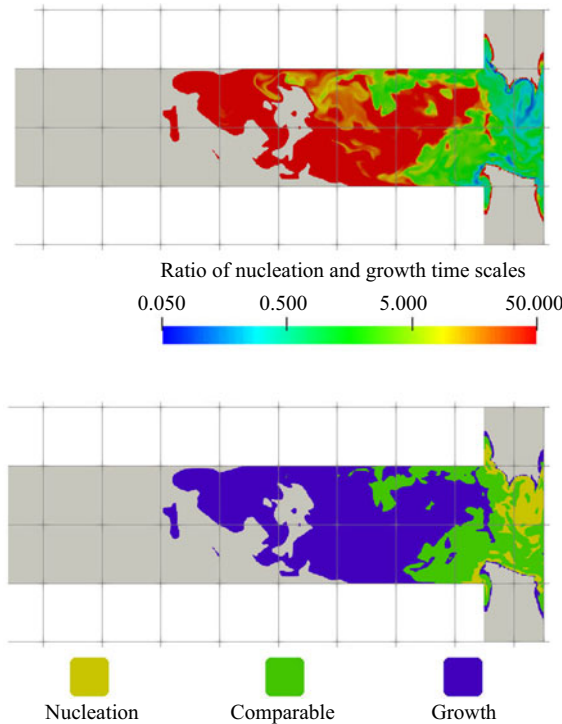 Ratio of nucleation and growth time scales
0.050 0.500 5.000 50.000
Nucleation Comparable Growth